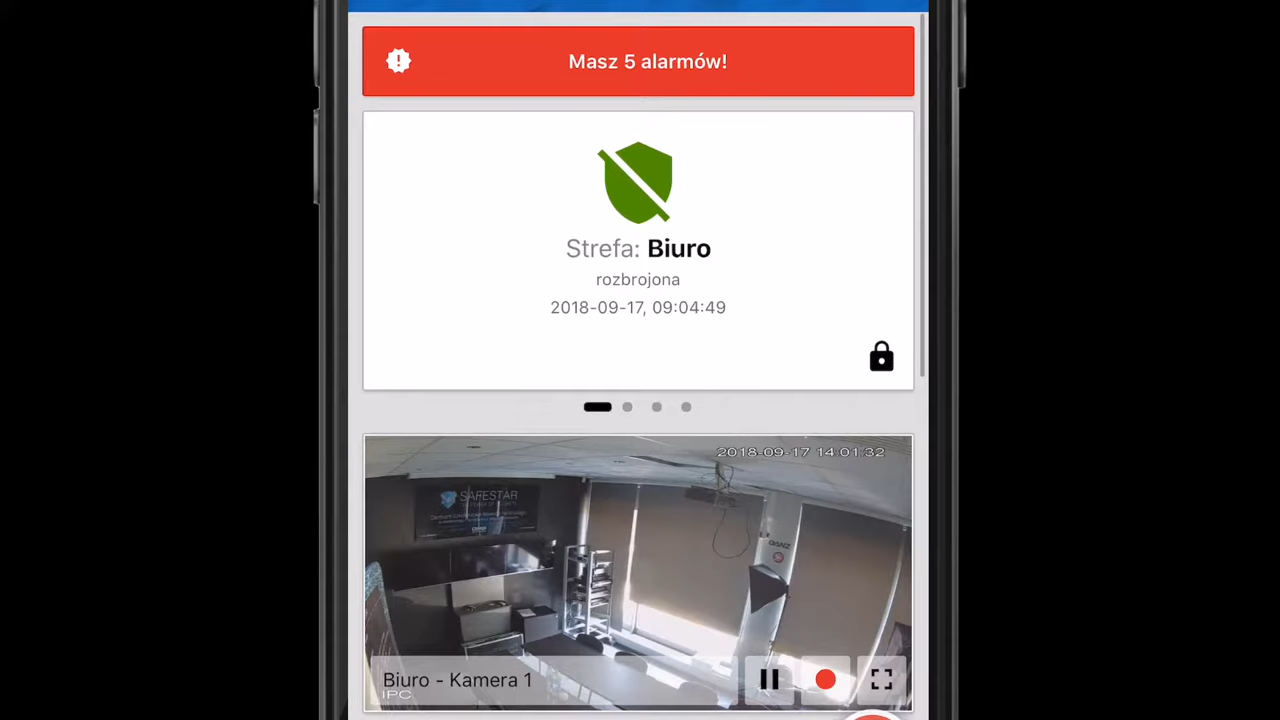 Masz 5 alarmów!
Strefa: Biuro
rozbrojona
2018-09-17, 09:04:49
2018-09-17 14:01:32
SAFESTAR
Biuro - Kamera 1
IPC